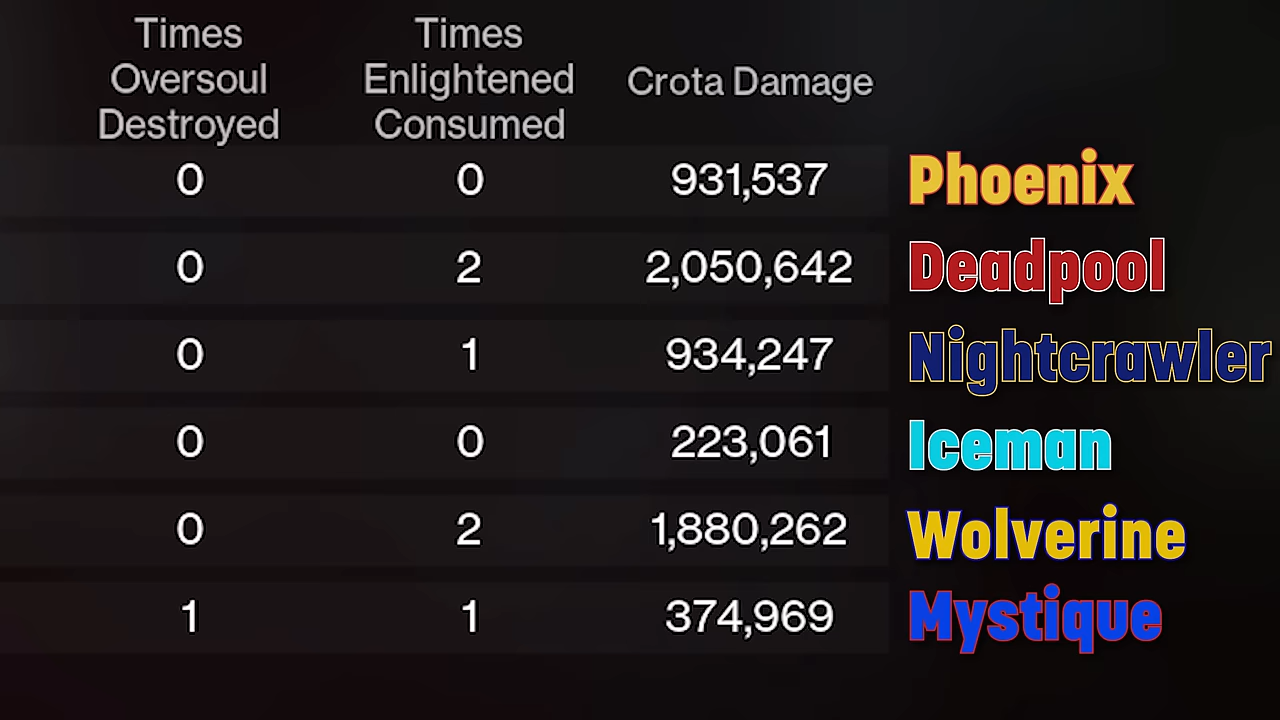 Times Oversoul Destroyed Times Enlightened Consumed Crota Damage
0 0 931,537 Phoenix
0 2 2,050,642 Deadpool
0 1 934,247 Nightcrawler
0 0 223,061 Iceman
0 2 1,880,262 Wolverine
1 1 374,969 Mystique